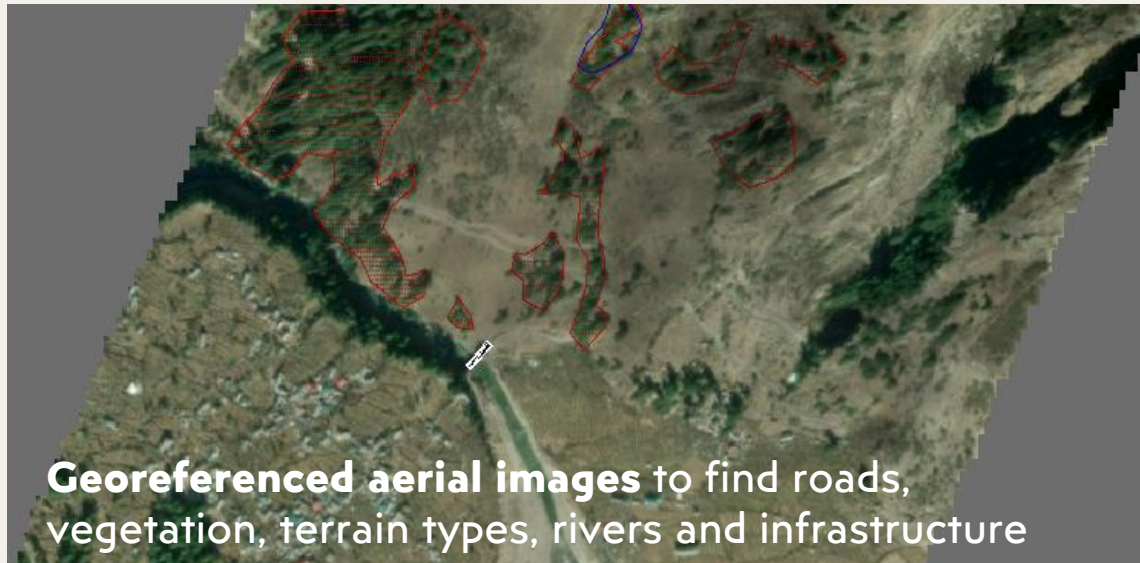 Georeferenced aerial images to find roads,
vegetation, terrain types, rivers and infrastructure